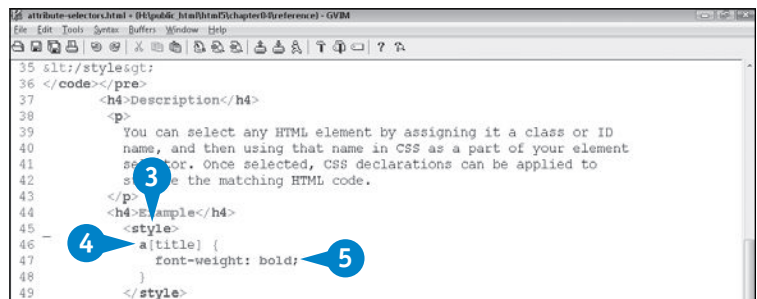 attribute-selectors.html + (H:\public_html\html5\chapter04\reference) - GVIM
File Edit Tools Syntax Buffers Window Help
35 &lt;/style&gt;
36 </code></pre>
37 <h4>Description</h4>
38 <p>
39 You can select any HTML element by assigning it a class or ID
40 name, and then using that name in CSS as a part of your element
41 selector. Once selected, CSS declarations can be applied to
42 the matching HTML code.
43 </p>
44 <h4>Example</h4>
3
45 <style>
46 a[title] {
4
47 font-weight: bold;
5
48 }
49 </style>